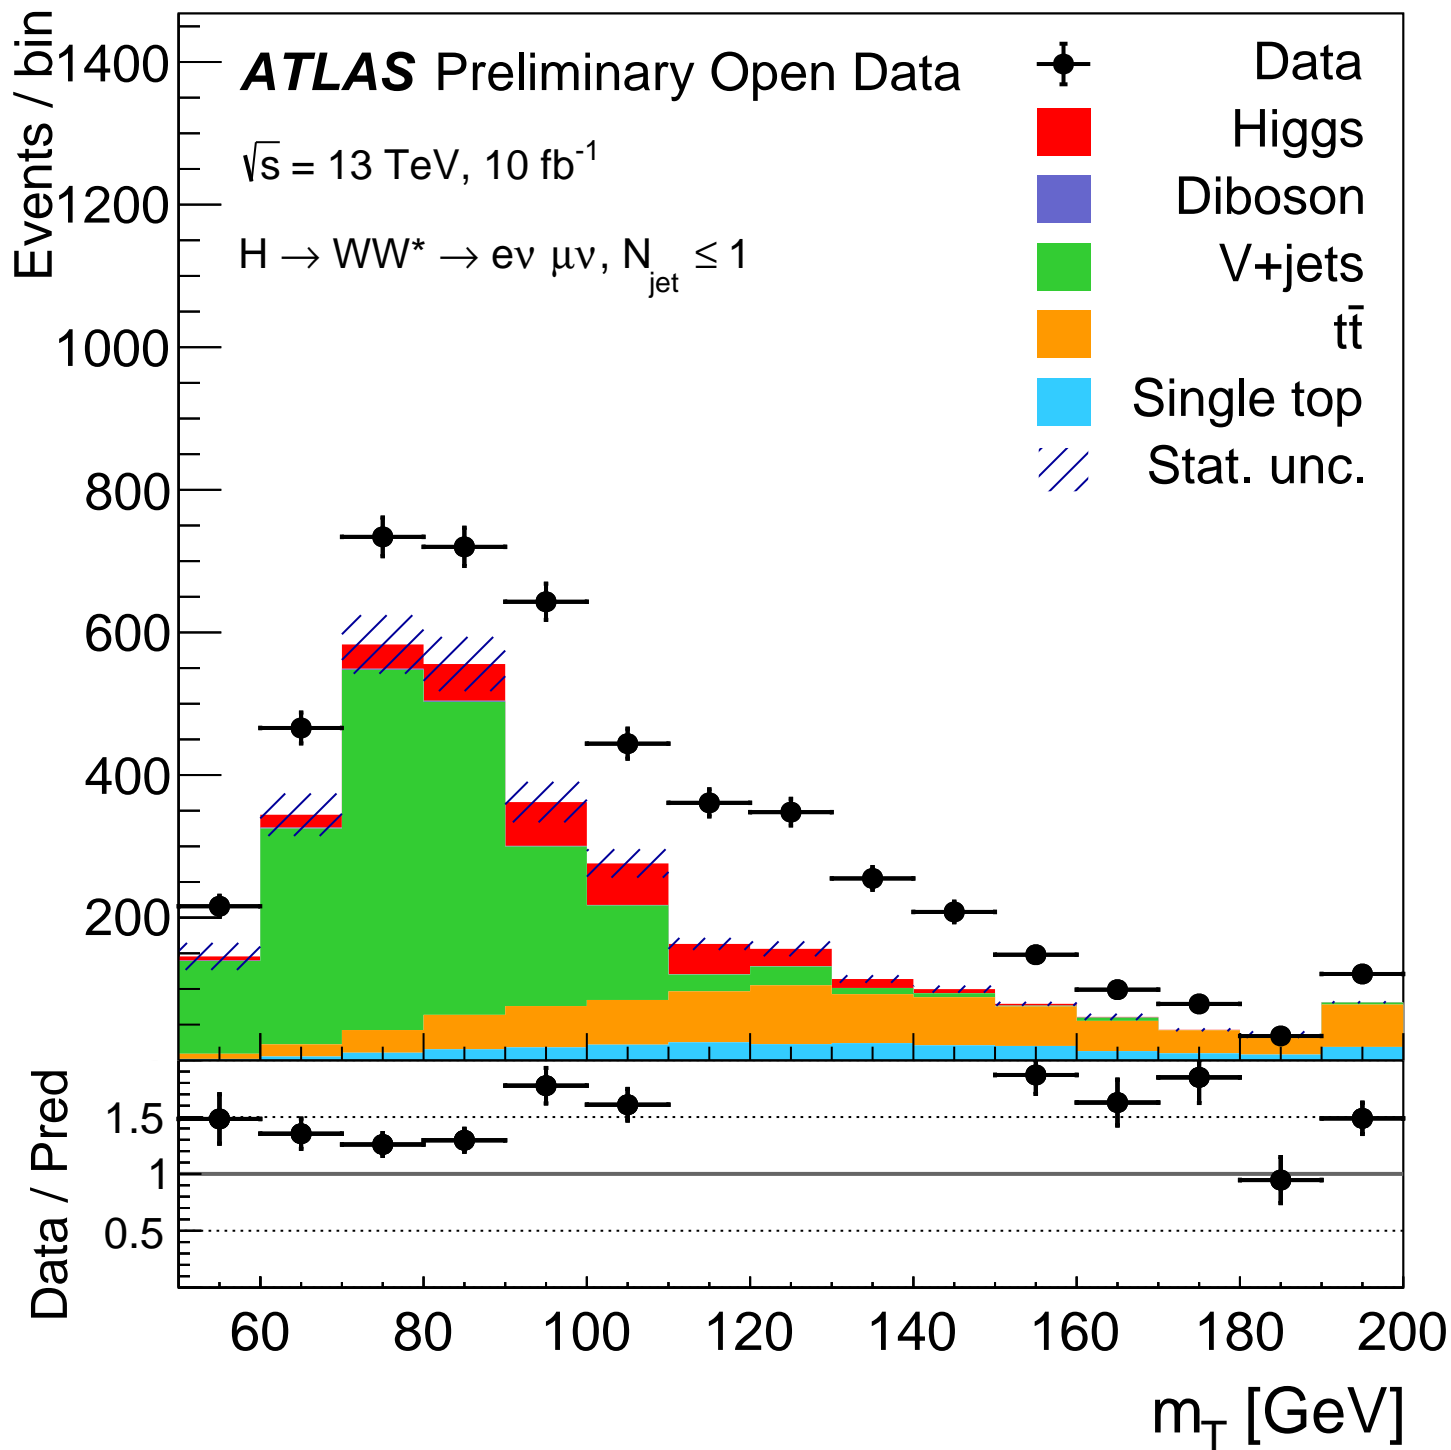 Events / bin
1400
1200
1000
800
600
400
200
ATLAS Preliminary Open Data
√s = 13 TeV, 10 fb⁻¹
H → WW* → eν μν, N_jet ≤ 1
Data
Higgs
Diboson
V+jets
tt̄
Single top
Stat. unc.
Data / Pred
1.5
1
0.5
60 80 100 120 140 160 180 200
m_T [GeV]